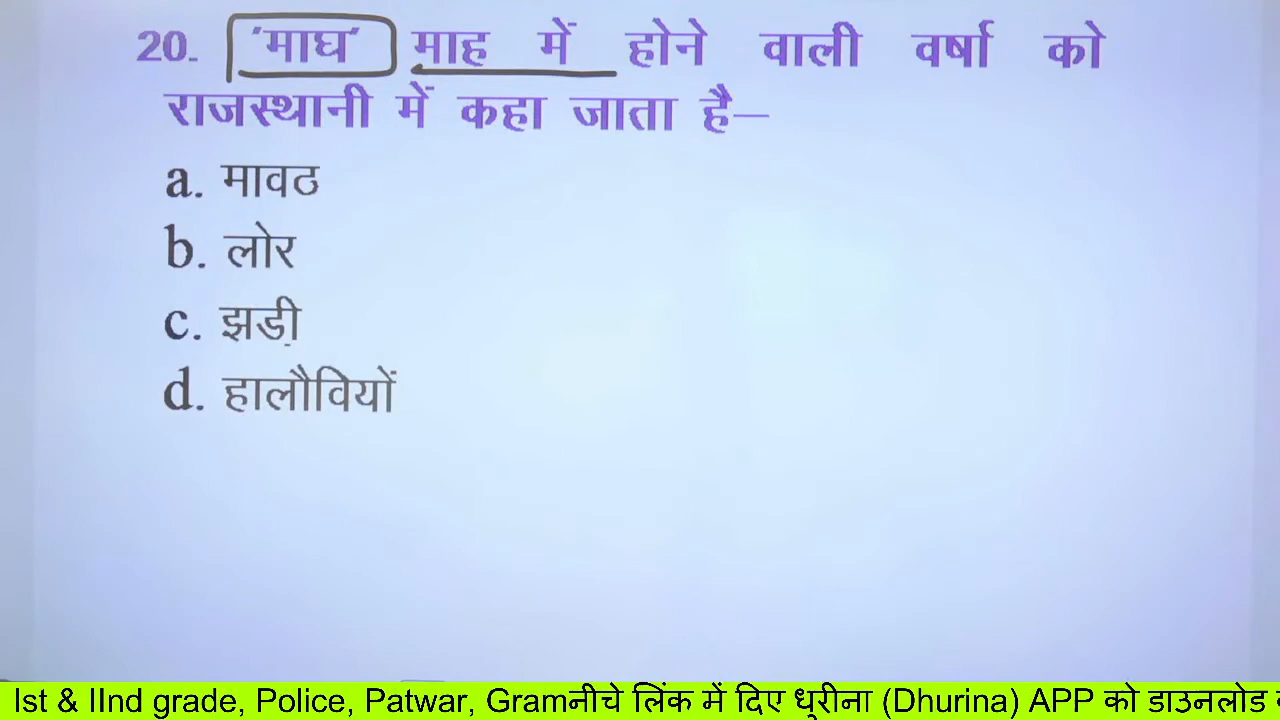 20. 'माघ' माह में होने वाली वर्षा को
राजस्थानी में कहा जाता है–
a. मावठ
b. लोर
c. झड़ी
d. हालौवियों
Ist & IInd grade, Police, Patwar, Gramनीचे लिंक में दिए धुरीना (Dhurina) APP को डाउनलोड